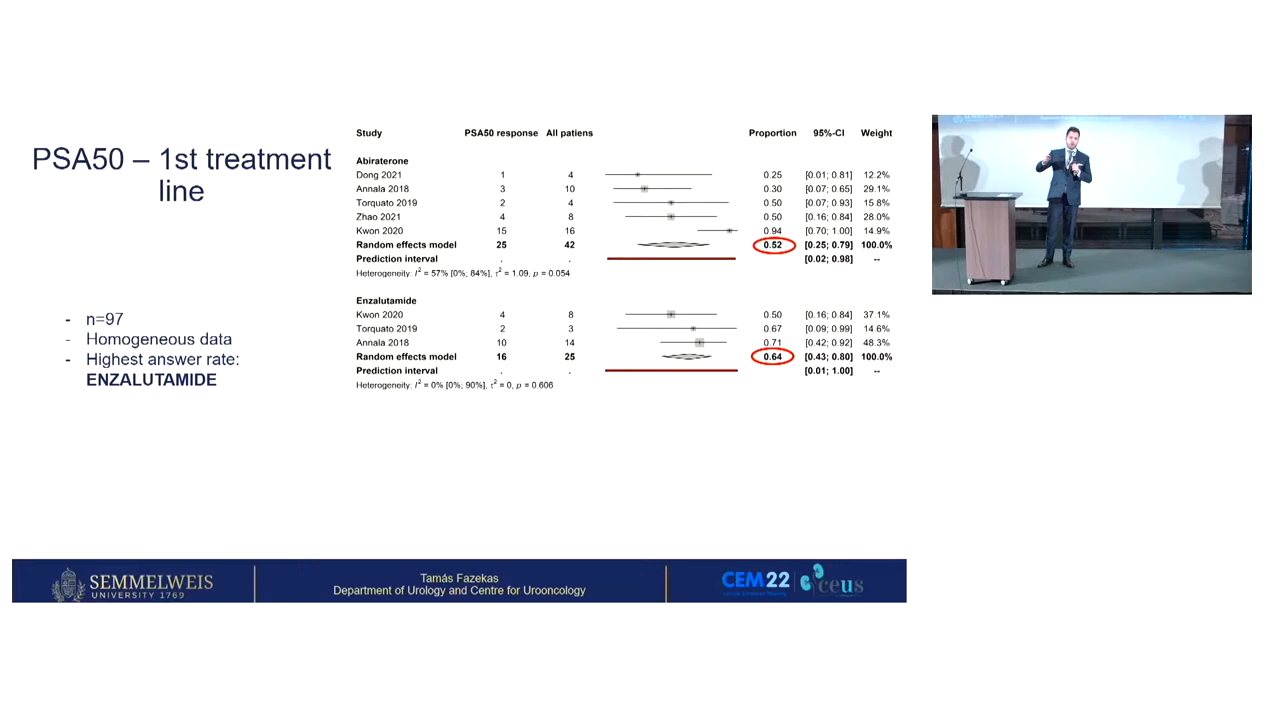 PSA50 – 1st treatment
line
- n=97
- Homogeneous data
- Highest answer rate:
ENZALUTAMIDE
Study PSA50 response All patiens Proportion 95%-CI Weight
Abiraterone
Dong 2021 1 4 0.25 [0.01; 0.81] 12.2%
Annala 2018 3 10 0.30 [0.07; 0.65] 29.1%
Torquato 2019 2 4 0.50 [0.07; 0.93] 15.8%
Zhao 2021 4 8 0.50 [0.16; 0.84] 28.0%
Kwon 2020 15 16 0.94 [0.70; 1.00] 14.9%
Random effects model 25 42 0.52 [0.25; 0.79] 100.0%
Prediction interval . . [0.02; 0.98] --
Heterogeneity: I² = 57% [0%; 84%], τ² = 1.09, p = 0.054
Enzalutamide
Kwon 2020 4 8 0.50 [0.16; 0.84] 37.1%
Torquato 2019 2 3 0.67 [0.09; 0.99] 14.6%
Annala 2018 10 14 0.71 [0.42; 0.92] 48.3%
Random effects model 16 25 0.64 [0.43; 0.80] 100.0%
Prediction interval . . [0.01; 1.00] --
Heterogeneity: I² = 0% [0%; 90%], τ² = 0, p = 0.606
SEMMELWEIS
UNIVERSITY 1769
Tamás Fazekas
Department of Urology and Centre for Urooncology
CEM22
ceus